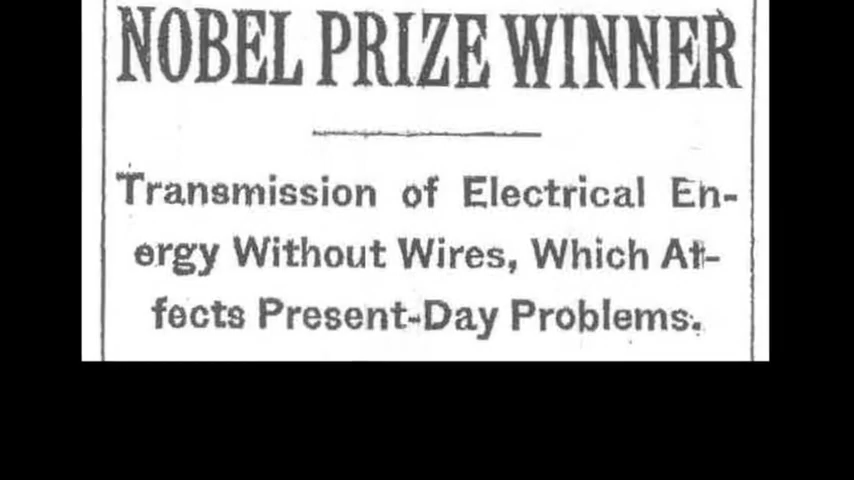 NOBEL PRIZE WINNER
Transmission of Electrical En-
ergy Without Wires, Which Af-
fects Present-Day Problems.